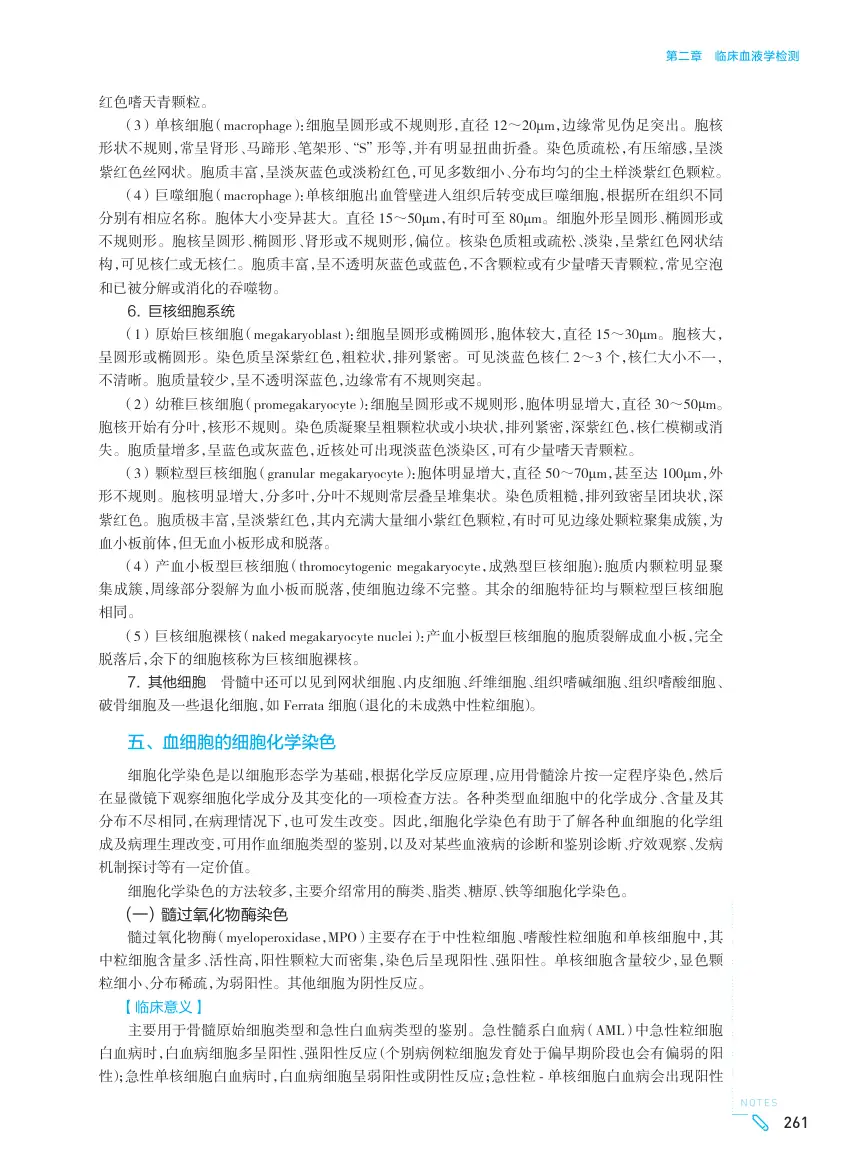 第二章 临床血液学检测
红色嗜天青颗粒。
(3)单核细胞(macrophage):细胞呈圆形或不规则形,直径 12~20μm,边缘常见伪足突出。胞核
形状不规则,常呈肾形、马蹄形、笔架形、“S”形等,并有明显扭曲折叠。染色质疏松,有压缩感,呈淡
紫红色丝网状。胞质丰富,呈淡灰蓝色或淡粉红色,可见多数细小、分布均匀的尘土样淡紫红色颗粒。
(4)巨噬细胞(macrophage):单核细胞出血管壁进入组织后转变成巨噬细胞,根据所在组织不同
分别有相应名称。胞体大小变异甚大。直径 15~50μm,有时可至 80μm。细胞外形呈圆形、椭圆形或
不规则形。胞核呈圆形、椭圆形、肾形或不规则形,偏位。核染色质粗或疏松、淡染,呈紫红色网状结
构,可见核仁或无核仁。胞质丰富,呈不透明灰蓝色或蓝色,不含颗粒或有少量嗜天青颗粒,常见空泡
和已被分解或消化的吞噬物。
6. 巨核细胞系统
(1)原始巨核细胞(megakaryoblast):细胞呈圆形或椭圆形,胞体较大,直径 15~30μm。胞核大,
呈圆形或椭圆形。染色质呈深紫红色,粗粒状,排列紧密。可见淡蓝色核仁 2~3 个,核仁大小不一,
不清晰。胞质量较少,呈不透明深蓝色,边缘常有不规则突起。
(2)幼稚巨核细胞(promegakaryocyte):细胞呈圆形或不规则形,胞体明显增大,直径 30~50μm。
胞核开始有分叶,核形不规则。染色质凝聚呈粗颗粒状或小块状,排列紧密,深紫红色,核仁模糊或消
失。胞质量增多,呈蓝色或灰蓝色,近核处可出现淡蓝色淡染区,可有少量嗜天青颗粒。
(3)颗粒型巨核细胞(granular megakaryocyte):胞体明显增大,直径 50~70μm,甚至达 100μm,外
形不规则。胞核明显增大,分多叶,分叶不规则常层叠呈堆集状。染色质粗糙,排列致密呈团块状,深
紫红色。胞质极丰富,呈淡紫红色,其内充满大量细小紫红色颗粒,有时可见边缘处颗粒聚集成簇,为
血小板前体,但无血小板形成和脱落。
(4)产血小板型巨核细胞(thromocytogenic megakaryocyte,成熟型巨核细胞):胞质内颗粒明显聚
集成簇,周缘部分裂解为血小板而脱落,使细胞边缘不完整。其余的细胞特征均与颗粒型巨核细胞
相同。
(5)巨核细胞裸核(naked megakaryocyte nuclei):产血小板型巨核细胞的胞质裂解成血小板,完全
脱落后,余下的细胞核称为巨核细胞裸核。
7. 其他细胞 骨髓中还可以见到网状细胞、内皮细胞、纤维细胞、组织嗜碱细胞、组织嗜酸细胞、
破骨细胞及一些退化细胞,如 Ferrata 细胞(退化的未成熟中性粒细胞)。
五、血细胞的细胞化学染色
细胞化学染色是以细胞形态学为基础,根据化学反应原理,应用骨髓涂片按一定程序染色,然后
在显微镜下观察细胞化学成分及其变化的一项检查方法。各种类型血细胞中的化学成分、含量及其
分布不尽相同,在病理情况下,也可发生改变。因此,细胞化学染色有助于了解各种血细胞的化学组
成及病理生理改变,可用作血细胞类型的鉴别,以及对某些血液病的诊断和鉴别诊断、疗效观察、发病
机制探讨等有一定价值。
细胞化学染色的方法较多,主要介绍常用的酶类、脂类、糖原、铁等细胞化学染色。
(一)髓过氧化物酶染色
髓过氧化物酶(myeloperoxidase,MPO)主要存在于中性粒细胞、嗜酸性粒细胞和单核细胞中,其
中粒细胞含量多、活性高,阳性颗粒大而密集,染色后呈现阳性、强阳性。单核细胞含量较少,显色颗
粒细小、分布稀疏,为弱阳性。其他细胞为阴性反应。
【临床意义】
主要用于骨髓原始细胞类型和急性白血病类型的鉴别。急性髓系白血病(AML)中急性粒细胞
白血病时,白血病细胞多呈阳性、强阳性反应(个别病例粒细胞发育处于偏早期阶段也会有偏弱的阳
性);急性单核细胞白血病时,白血病细胞呈弱阳性或阴性反应;急性粒 - 单核细胞白血病会出现阳性
NOTES
261